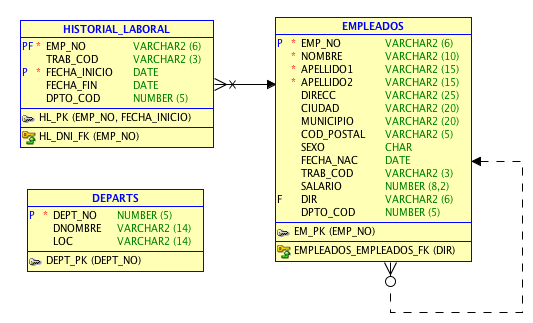 HISTORIAL_LABORAL
PF * EMP_NO VARCHAR2 (6)
TRAB_COD VARCHAR2 (3)
P * FECHA_INICIO DATE
FECHA_FIN DATE
DPTO_COD NUMBER (5)
HL_PK (EMP_NO, FECHA_INICIO)
HL_DNI_FK (EMP_NO)
EMPLEADOS
P * EMP_NO VARCHAR2 (6)
* NOMBRE VARCHAR2 (10)
* APELLIDO1 VARCHAR2 (15)
* APELLIDO2 VARCHAR2 (15)
DIRECC VARCHAR2 (25)
CIUDAD VARCHAR2 (20)
MUNICIPIO VARCHAR2 (20)
COD_POSTAL VARCHAR2 (5)
SEXO CHAR
FECHA_NAC DATE
TRAB_COD VARCHAR2 (3)
SALARIO NUMBER (8,2)
F DIR VARCHAR2 (6)
DPTO_COD NUMBER (5)
EM_PK (EMP_NO)
EMPLEADOS_EMPLEADOS_FK (DIR)
DEPARTS
P * DEPT_NO NUMBER (5)
DNOMBRE VARCHAR2 (14)
LOC VARCHAR2 (14)
DEPT_PK (DEPT_NO)